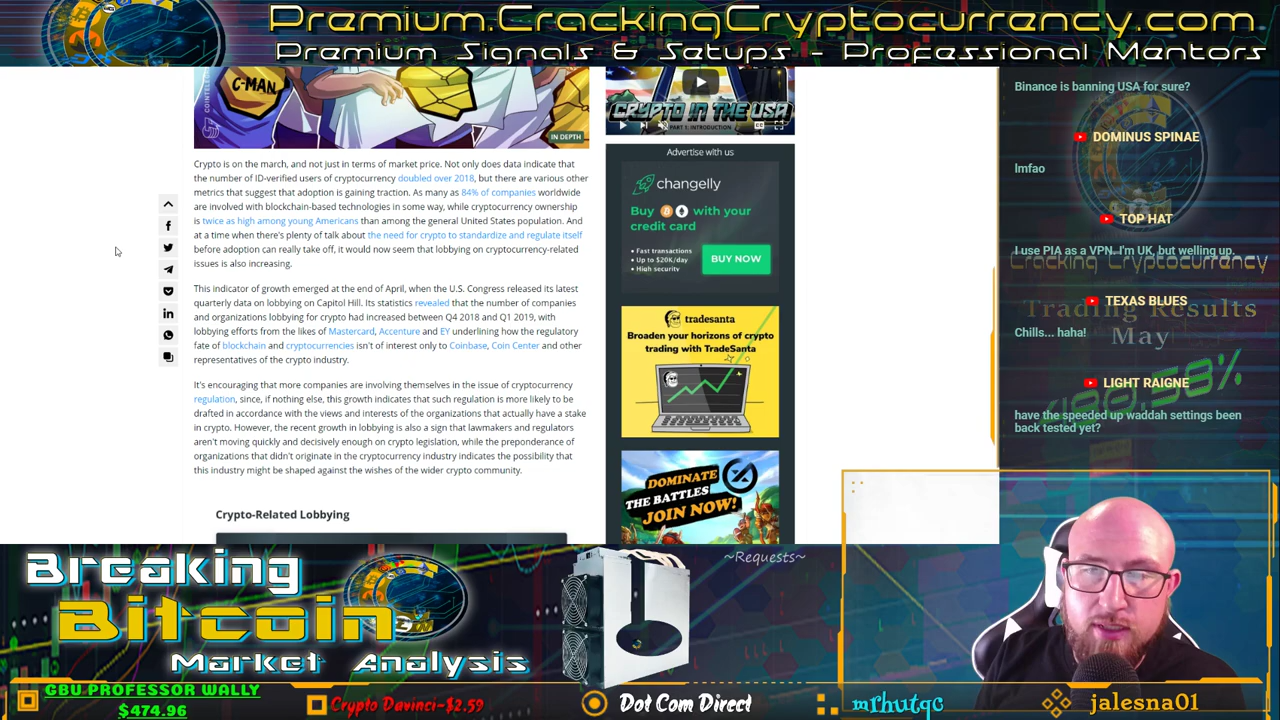 Premium.CrackingCryptocurrency.com
Premium Signals & Setups - Professional Mentors
C-MAN
COINTELEGRAPH
IN DEPTH
CRYPTO IN THE USA
PART 1: INTRODUCTION
Crypto is on the march, and not just in terms of market price. Not only does data indicate that
the number of ID-verified users of cryptocurrency doubled over 2018, but there are various other
metrics that suggest that adoption is gaining traction. As many as 84% of companies worldwide
are involved with blockchain-based technologies in some way, while cryptocurrency ownership
is twice as high among young Americans than among the general United States population. And
at a time when there's plenty of talk about the need for crypto to standardize and regulate itself
before adoption can really take off, it would now seem that lobbying on cryptocurrency-related
issues is also increasing.
This indicator of growth emerged at the end of April, when the U.S. Congress released its latest
quarterly data on lobbying on Capitol Hill. Its statistics revealed that the number of companies
and organizations lobbying for crypto had increased between Q4 2018 and Q1 2019, with
lobbying efforts from the likes of Mastercard, Accenture and EY underlining how the regulatory
fate of blockchain and cryptocurrencies isn't of interest only to Coinbase, Coin Center and other
representatives of the crypto industry.
It's encouraging that more companies are involving themselves in the issue of cryptocurrency
regulation, since, if nothing else, this growth indicates that such regulation is more likely to be
drafted in accordance with the views and interests of the organizations that actually have a stake
in crypto. However, the recent growth in lobbying is also a sign that lawmakers and regulators
aren't moving quickly and decisively enough on crypto legislation, while the preponderance of
organizations that didn't originate in the cryptocurrency industry indicates the possibility that
this industry might be shaped against the wishes of the wider crypto community.
Crypto-Related Lobbying
Advertise with us
changelly
Buy with your
credit card
• Fast transactions
• Up to $20K/day
• High security
BUY NOW
tradesanta
Broaden your horizons of crypto
trading with TradeSanta
DOMINATE
THE BATTLES
JOIN NOW!
Binance is banning USA for sure?
DOMINUS SPINAE
lmfao
TOP HAT
I use PIA as a VPN. I'm UK, but welling up.
Cracking Cryptocurrency
TEXAS BLUES
Trading Results
Chills... haha!
May
LIGHT RAIGNE
have the speeded up waddah settings been
back tested yet?
Breaking
Bitcoin
Market Analysis
~Requests~
GBU PROFESSOR WALLY
$474.96
Crypto Davinci-$2.59
Dot Com Direct
mrhutqc
jalesna01